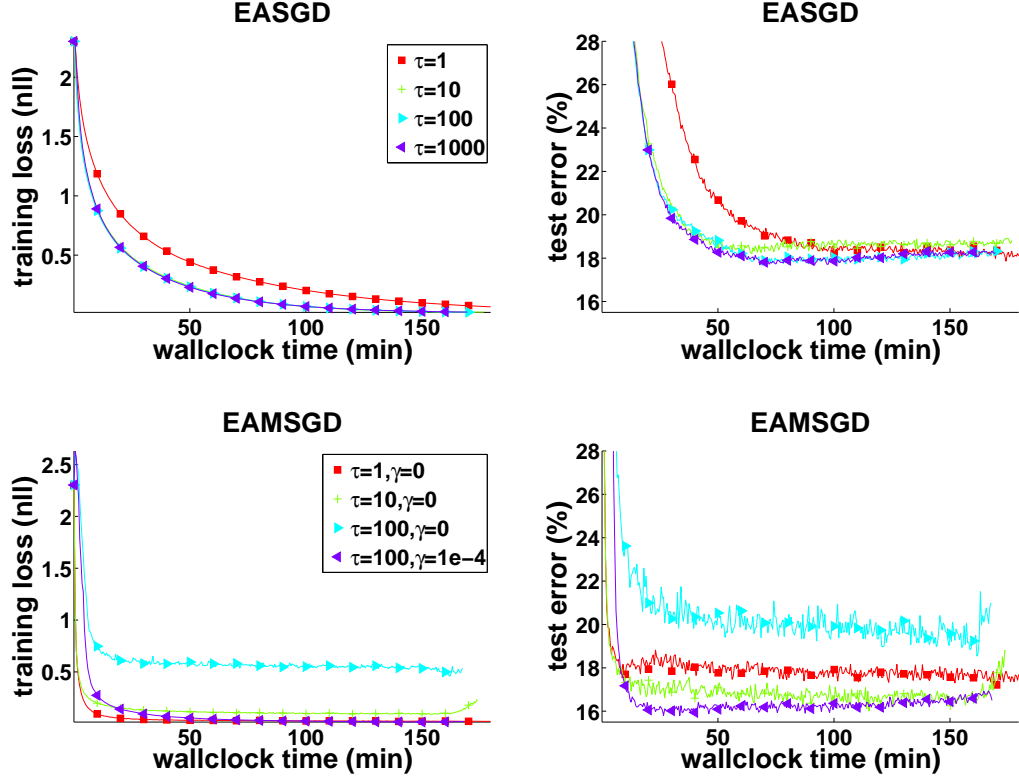 EASGD
training loss (nll)
2
1.5
1
0.5
50
100
150
wallclock time (min)
τ=1
τ=10
τ=100
τ=1000
EASGD
test error (%)
28
26
24
22
20
18
16
50
100
150
wallclock time (min)
EAMSGD
training loss (nll)
2.5
2
1.5
1
0.5
50
100
150
wallclock time (min)
τ=1,γ=0
τ=10,γ=0
τ=100,γ=0
τ=100,γ=1e−4
EAMSGD
test error (%)
28
26
24
22
20
18
16
50
100
150
wallclock time (min)